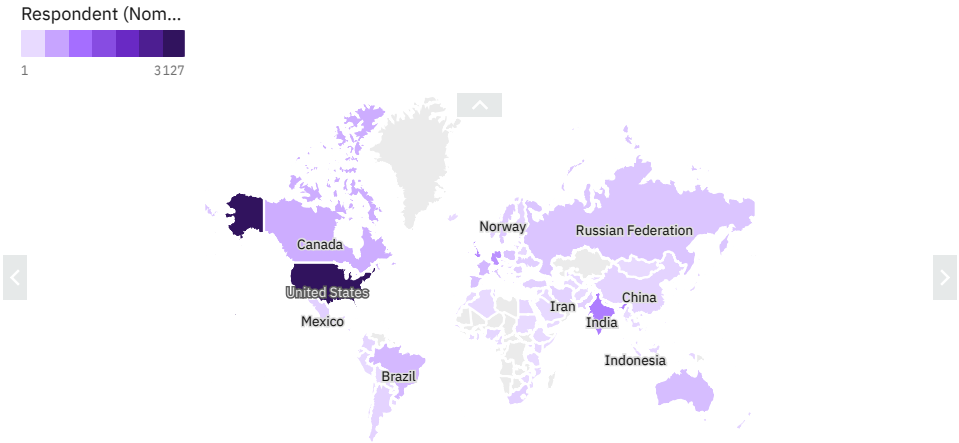 Respondent (Nom...
1 3127
Norway
Russian Federation
Canada
United States
China
Iran
Mexico
India
Indonesia
Brazil